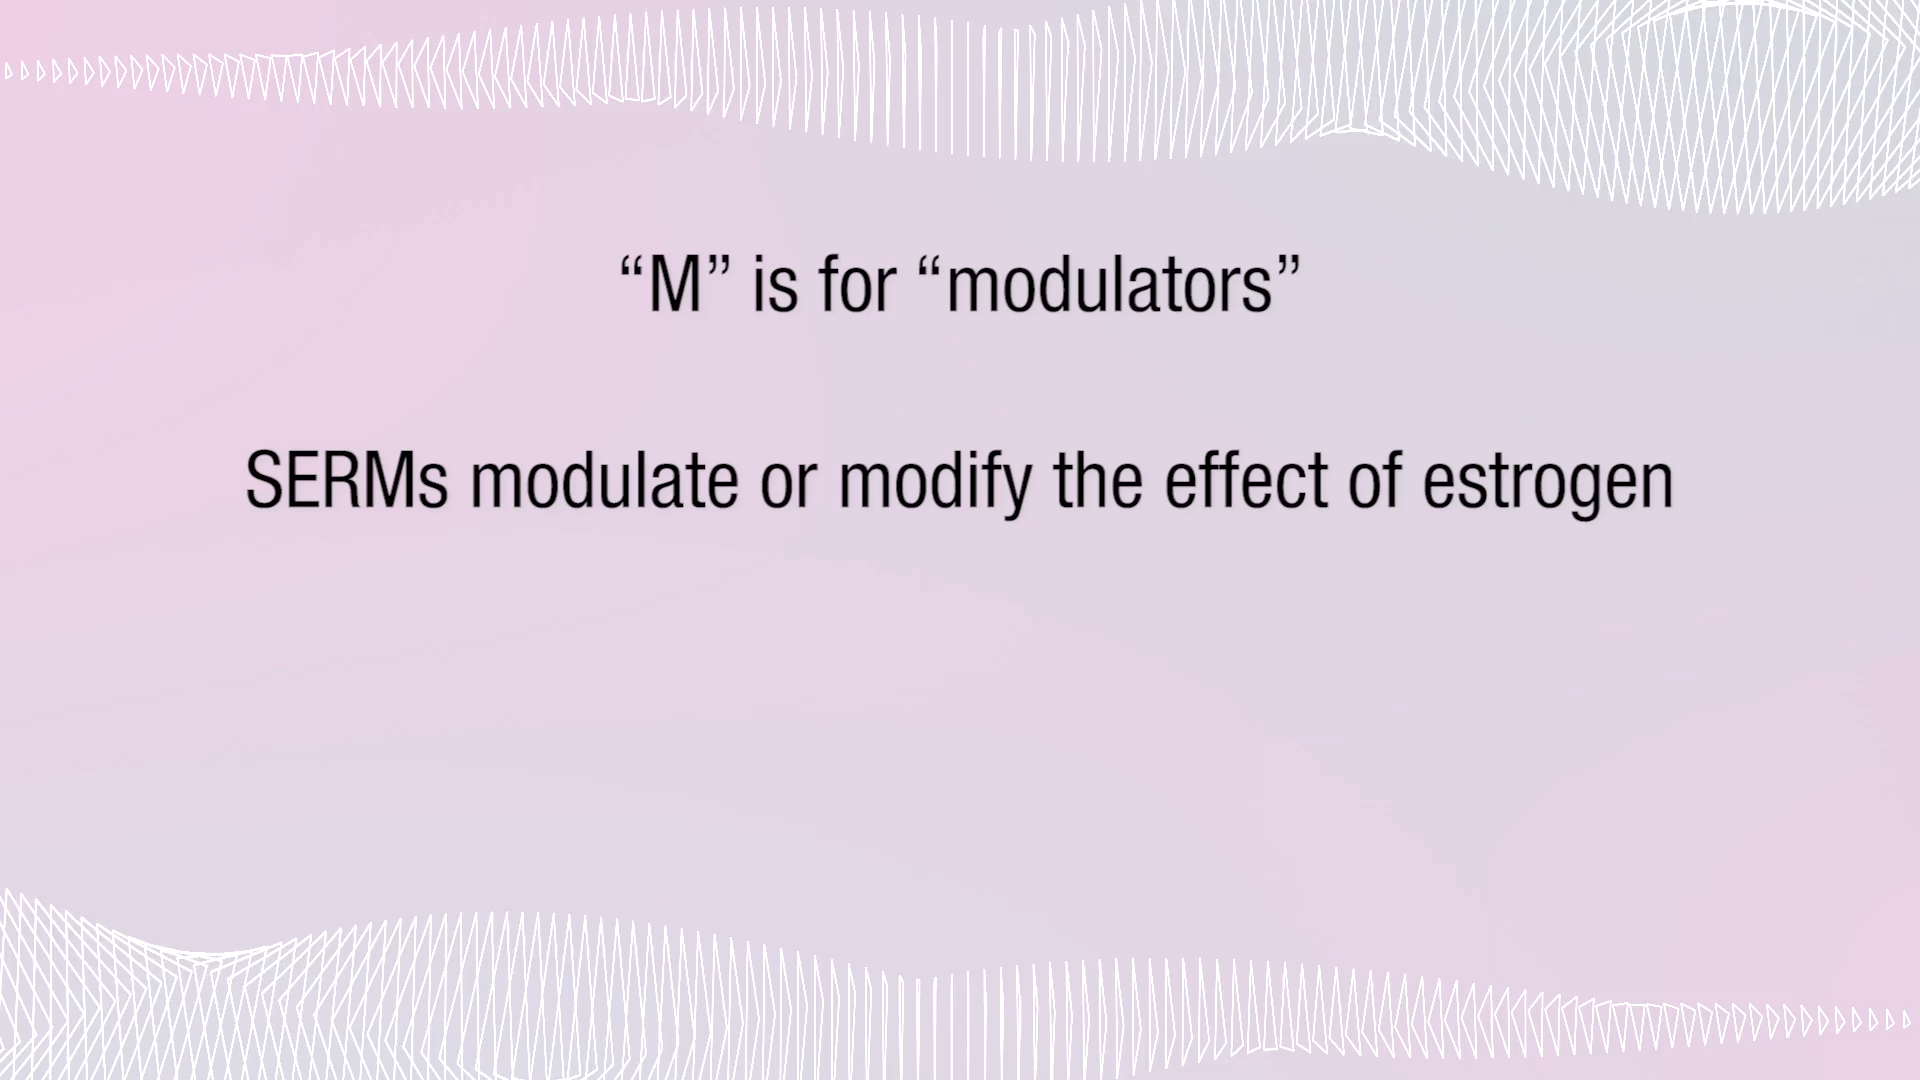 “M” is for “modulators”
SERMs modulate or modify the effect of estrogen